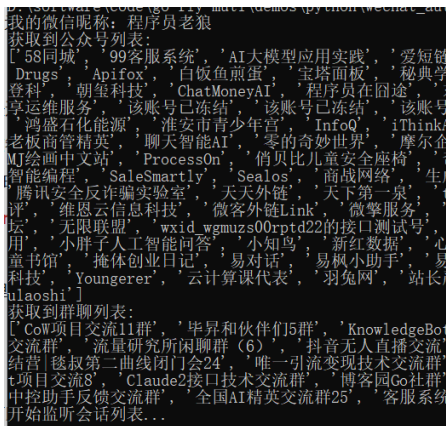 D:\software\code\go-fly-muti\demos\python\wechat_au
我的微信昵称：程序员老狼
获取到公众号列表:
['58同城', '99客服系统', 'AI大模型应用实践', '爱短链
Drugs', 'Apifox', '白饭鱼煎蛋', '宝塔面板', '秘典学
登科', '朝玺科技', 'ChatMoneyAI', '程序员在囧途',
享运维服务', '该账号已冻结', '该账号已冻结', '该账号
'鸿盛石化能源', '淮安市青少年宫', 'InfoQ', 'iThink
老板商管精英', '聊天智能AI', '零的奇妙世界', '摩尔企
MJ绘画中文站', 'ProcessOn', '俏贝比儿童安全座椅',
智能编程', 'SaleSmartly', 'Sealos', '商战网络', '生
'腾讯安全反诈骗实验室', '天天外链', '天下第一泉', '
评', '维恩云信息科技', '微客外链Link', '微擎服务',
坛', '无限联盟', 'wxid_wgmuzs00rptd22的接口测试号',
用', '小胖子人工智能问答', '小知鸟', '新红数据', '心
童书馆', '掩体创业日记', '易对话', '易枫小助手', '易
科技', 'Youngerer', '云计算课代表', '羽兔网', '站长
ulaoshi']
获取到群聊列表:
['CoW项目交流11群', '毕昇和伙伴们5群', 'KnowledgeBot
交流群', '流量研究所闲聊群（6）', '抖音无人直播交流'
结营|毯叔第二曲线闭门会24', '唯一引流变现技术交流群
t项目交流8', 'Claude2接口技术交流群', '博客园Go社群'
中控助手反馈交流群', '全国AI精英交流群25', '客服系统
开始监听会话列表...